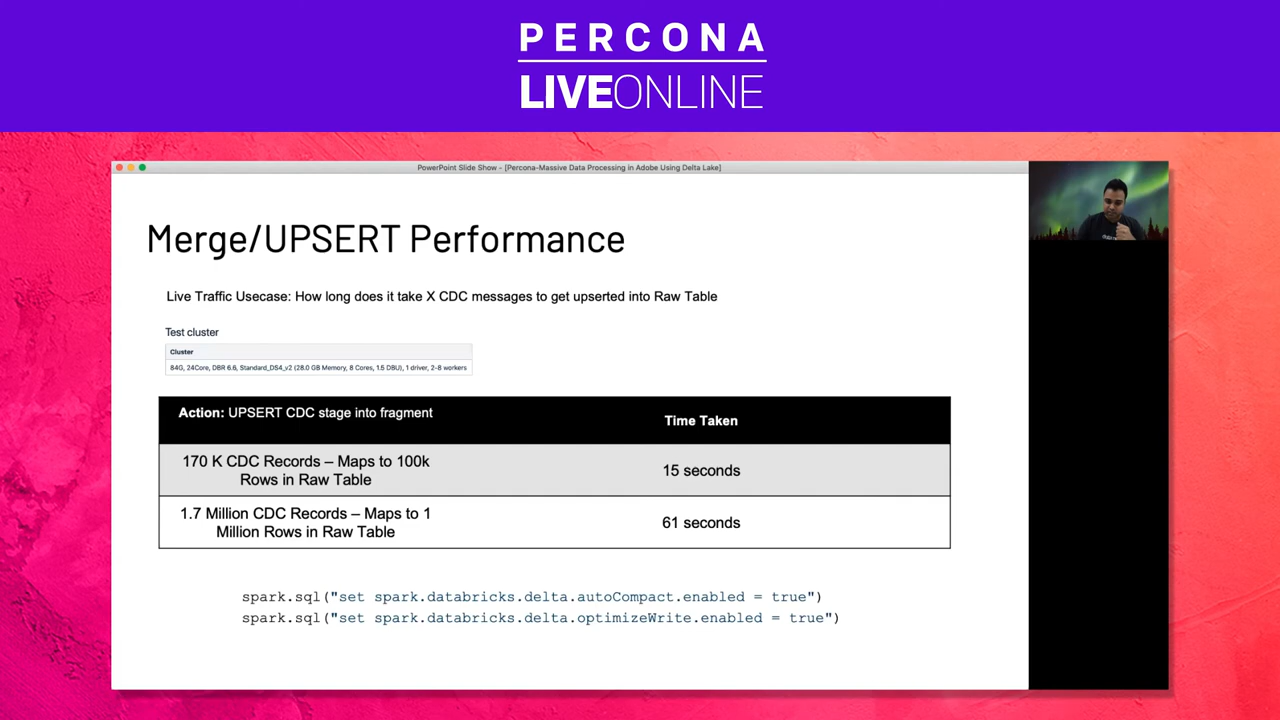 PERCONA
LIVEONLINE
PowerPoint Slide Show - [Percona-Massive Data Processing in Adobe Using Delta Lake]
Merge/UPSERT Performance
Live Traffic Usecase: How long does it take X CDC messages to get upserted into Raw Table
Test cluster
Cluster
84G, 24Core, DBR 6.6, Standard_DS4_v2 (28.0 GB Memory, 8 Cores, 1.5 DBU), 1 driver, 2-8 workers
Action: UPSERT CDC stage into fragment
Time Taken
170 K CDC Records – Maps to 100k
Rows in Raw Table
15 seconds
1.7 Million CDC Records – Maps to 1
Million Rows in Raw Table
61 seconds
spark.sql("set spark.databricks.delta.autoCompact.enabled = true")
spark.sql("set spark.databricks.delta.optimizeWrite.enabled = true")